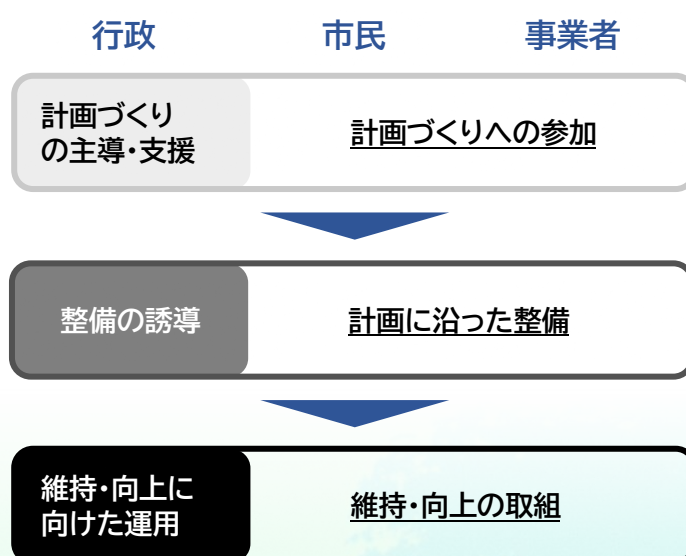 行政 市民 事業者
計画づくり
の主導・支援
計画づくりへの参加
整備の誘導
計画に沿った整備
維持・向上に
向けた運用
維持・向上の取組